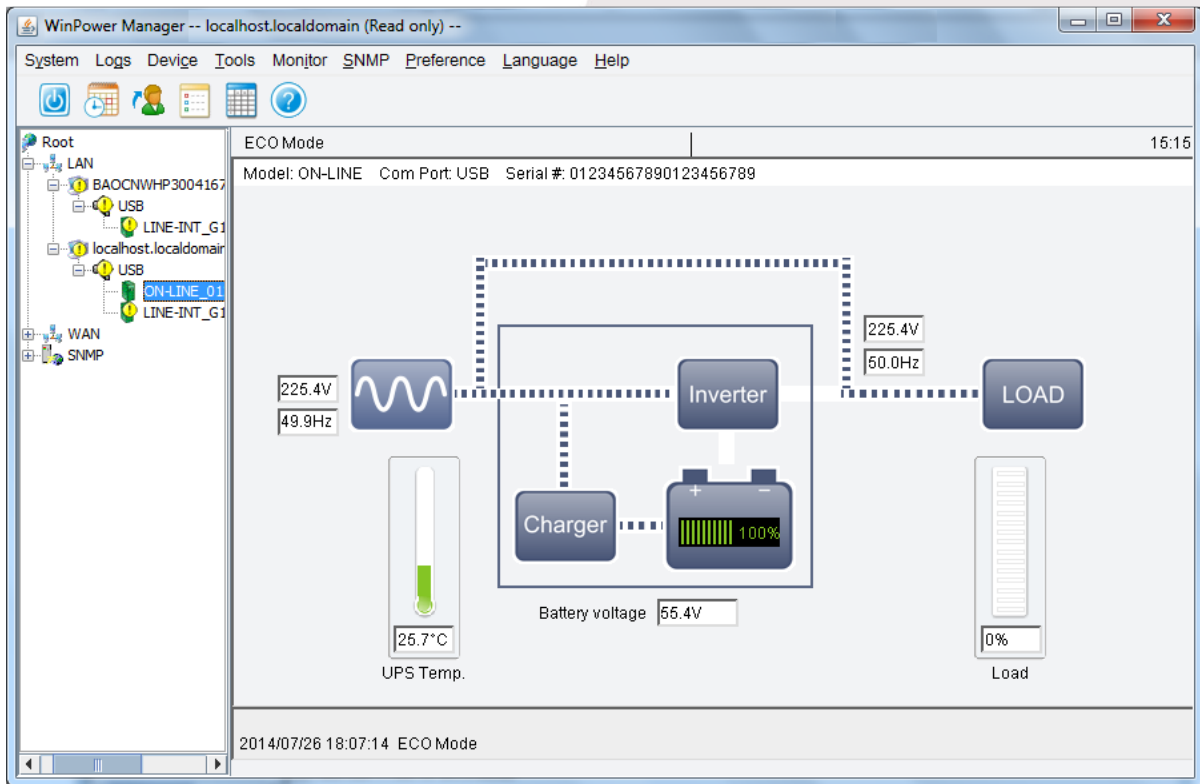 WinPower Manager -- localhost.localdomain (Read only) --
System Logs Device Tools Monitor SNMP Preference Language Help
Root
LAN
BAOCNWHP3004167
USB
LINE-INT_G1
localhost.localdomain
USB
ON-LINE_01
LINE-INT_G1
WAN
SNMP
ECO Mode
15:15
Model: ON-LINE Com Port: USB Serial #: 01234567890123456789
225.4V
49.9Hz
Inverter
225.4V
50.0Hz
LOAD
Charger
+ −
100%
Battery voltage 55.4V
25.7°C
UPS Temp.
0%
Load
2014/07/26 18:07:14 ECO Mode